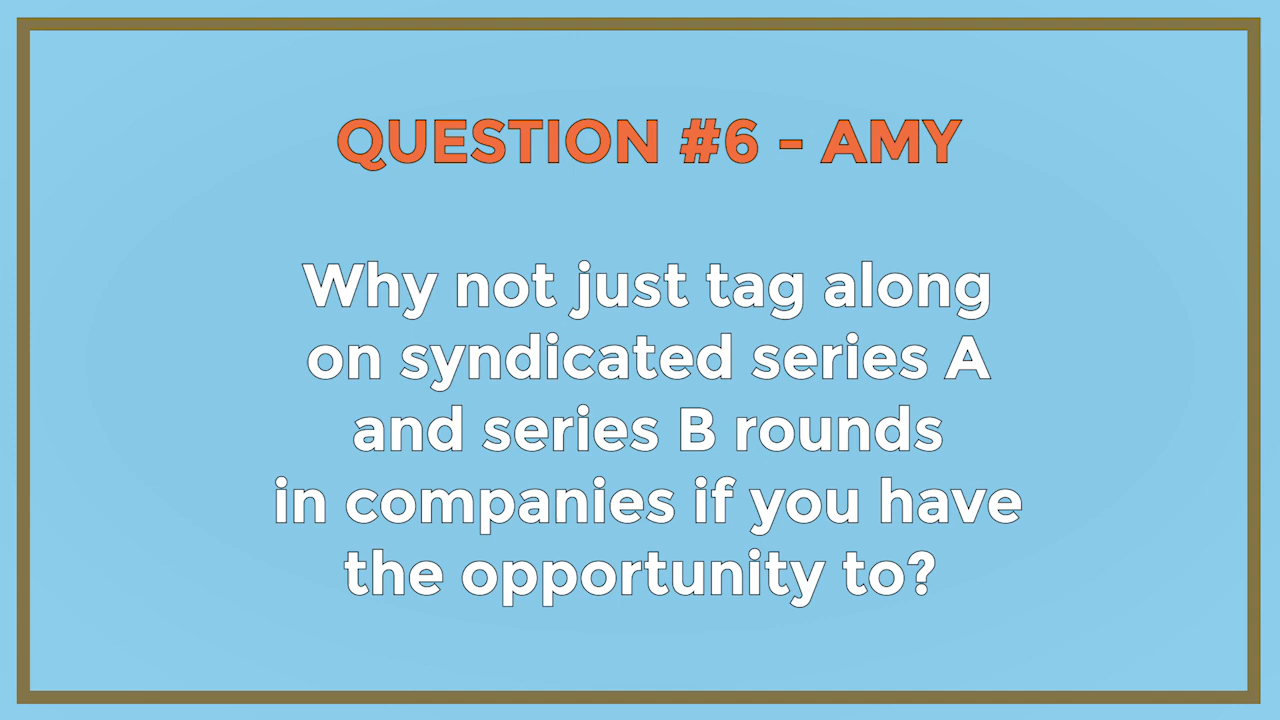 QUESTION #6 - AMY
Why not just tag along
on syndicated series A
and series B rounds
in companies if you have
the opportunity to?